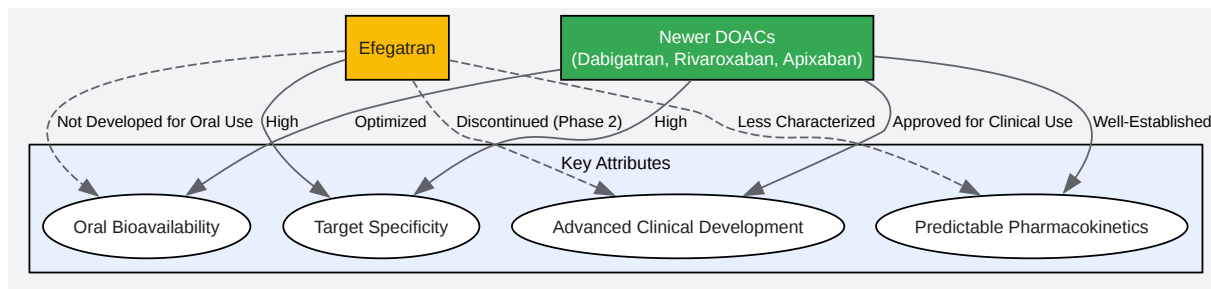 Efegatran
Newer DOACs
(Dabigatran, Rivaroxaban, Apixaban)
Not Developed for Oral Use
High
Optimized
Discontinued (Phase 2)
High
Less Characterized
Approved for Clinical Use
Well-Established
Key Attributes
Oral Bioavailability
Target Specificity
Advanced Clinical Development
Predictable Pharmacokinetics